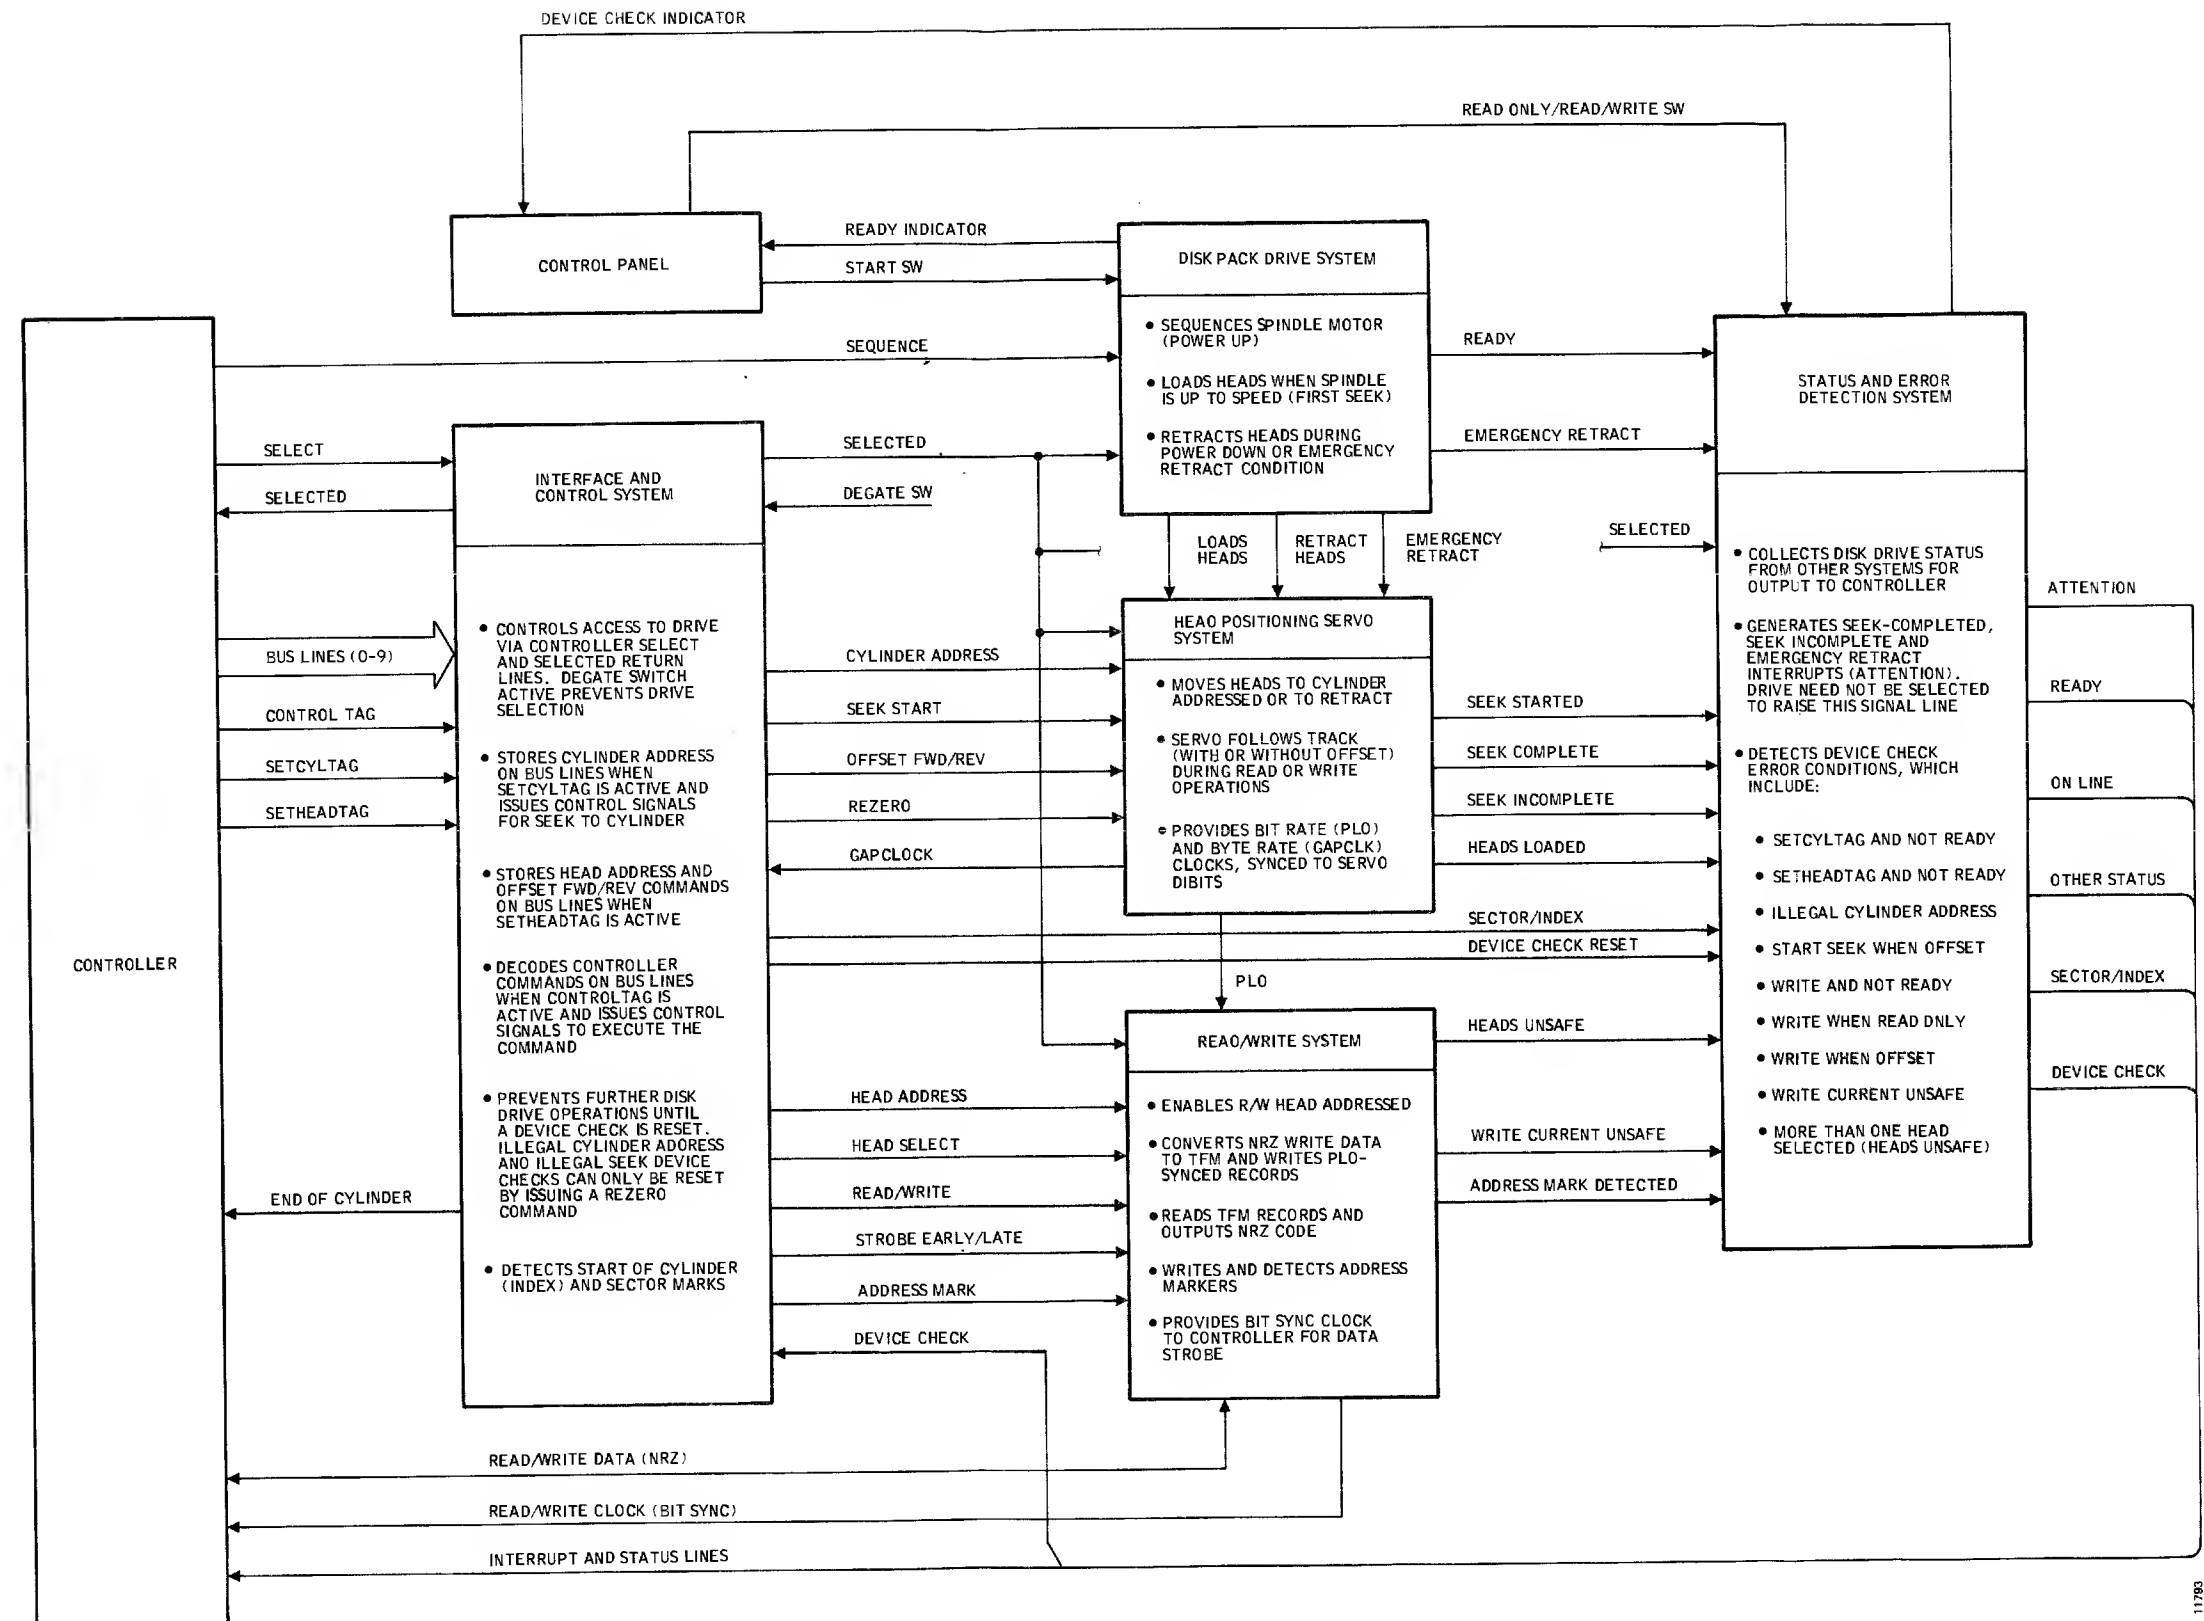 DEVICE CHECK INDICATOR
READ ONLY/READ/WRITE SW
CONTROL PANEL
READY INDICATOR
START SW
SEQUENCE
DISK PACK DRIVE SYSTEM
• SEQUENCES SPINDLE MOTOR
(POWER UP)
• LOADS HEADS WHEN SPINDLE
IS UP TO SPEED (FIRST SEEK)
• RETRACTS HEADS DURING
POWER DOWN OR EMERGENCY
RETRACT CONDITION
READY
EMERGENCY RETRACT
SELECTED
STATUS AND ERROR
DETECTION SYSTEM
• COLLECTS DISK DRIVE STATUS
FROM OTHER SYSTEMS FOR
OUTPUT TO CONTROLLER
• GENERATES SEEK-COMPLETED,
SEEK INCOMPLETE AND
EMERGENCY RETRACT
INTERRUPTS (ATTENTION).
DRIVE NEED NOT BE SELECTED
TO RAISE THIS SIGNAL LINE
• DETECTS DEVICE CHECK
ERROR CONDITIONS, WHICH
INCLUDE:
• SETCYLTAG AND NOT READY
• SETHEADTAG AND NOT READY
• ILLEGAL CYLINDER ADDRESS
• START SEEK WHEN OFFSET
• WRITE AND NOT READY
• WRITE WHEN READ DNLY
• WRITE WHEN OFFSET
• WRITE CURRENT UNSAFE
• MORE THAN ONE HEAD
SELECTED (HEADS UNSAFE)
ATTENTION
READY
ON LINE
OTHER STATUS
SECTOR/INDEX
DEVICE CHECK
CONTROLLER
SELECT
SELECTED
BUS LINES (0-9)
CONTROL TAG
SETCYLTAG
SETHEADTAG
END OF CYLINDER
INTERFACE AND
CONTROL SYSTEM
• CONTROLS ACCESS TO DRIVE
VIA CONTROLLER SELECT
AND SELECTED RETURN
LINES. DEGATE SWITCH
ACTIVE PREVENTS DRIVE
SELECTION
• STORES CYLINDER ADDRESS
ON BUS LINES WHEN
SETCYLTAG IS ACTIVE AND
ISSUES CONTROL SIGNALS
FOR SEEK TO CYLINDER
• STORES HEAD ADDRESS AND
OFFSET FWD/REV COMMANDS
ON BUS LINES WHEN
SETHEADTAG IS ACTIVE
• DECODES CONTROLLER
COMMANDS ON BUS LINES
WHEN CONTROLTAG IS
ACTIVE AND ISSUES CONTROL
SIGNALS TO EXECUTE THE
COMMAND
• PREVENTS FURTHER DISK
DRIVE OPERATIONS UNTIL
A DEVICE CHECK IS RESET.
ILLEGAL CYLINDER ADORESS
ANO ILLEGAL SEEK DEVICE
CHECKS CAN ONLY BE RESET
BY ISSUING A REZERO
COMMAND
• DETECTS START OF CYLINDER
(INDEX) AND SECTOR MARKS
SELECTED
DEGATE SW
LOADS
HEADS
RETRACT
HEADS
EMERGENCY
RETRACT
CYLINDER ADDRESS
SEEK START
OFFSET FWD/REV
REZERO
GAPCLOCK
HEAO POSITIONING SERVO
SYSTEM
• MOVES HEADS TO CYLINDER
ADDRESSED OR TO RETRACT
• SERVO FOLLOWS TRACK
(WITH OR WITHOUT OFFSET)
DURING READ OR WRITE
OPERATIONS
• PROVIDES BIT RATE (PLO)
AND BYTE RATE (GAPCLK)
CLOCKS, SYNCED TO SERVO
DIBITS
SEEK STARTED
SEEK COMPLETE
SEEK INCOMPLETE
HEADS LOADED
SECTOR/INDEX
DEVICE CHECK RESET
PLO
HEAD ADDRESS
HEAD SELECT
READ/WRITE
STROBE EARLY/LATE
ADDRESS MARK
DEVICE CHECK
REAO/WRITE SYSTEM
• ENABLES R/W HEAD ADDRESSED
• CONVERTS NRZ WRITE DATA
TO TFM AND WRITES PLO-
SYNCED RECORDS
• READS TFM RECORDS AND
OUTPUTS NRZ CODE
• WRITES AND DETECTS ADDRESS
MARKERS
• PROVIDES BIT SYNC CLOCK
TO CONTROLLER FOR DATA
STROBE
HEADS UNSAFE
WRITE CURRENT UNSAFE
ADDRESS MARK DETECTED
READ/WRITE DATA (NRZ)
READ/WRITE CLOCK (BIT SYNC)
INTERRUPT AND STATUS LINES
11793